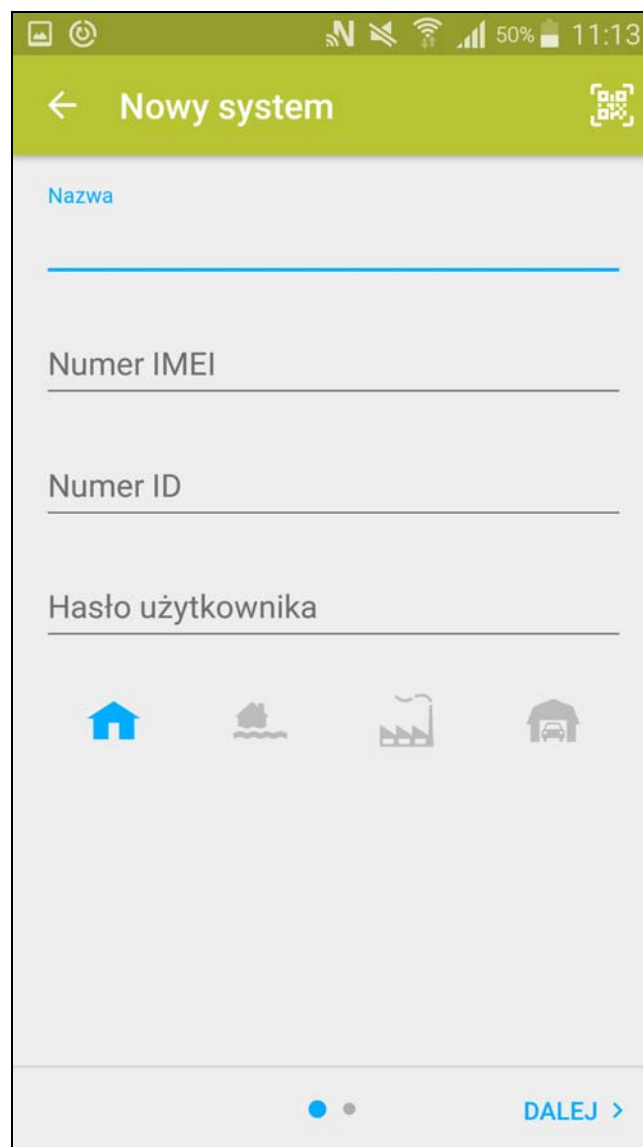 50% 11:13
Nowy system
Nazwa
Numer IMEI
Numer ID
Hasło użytkownika
DALEJ